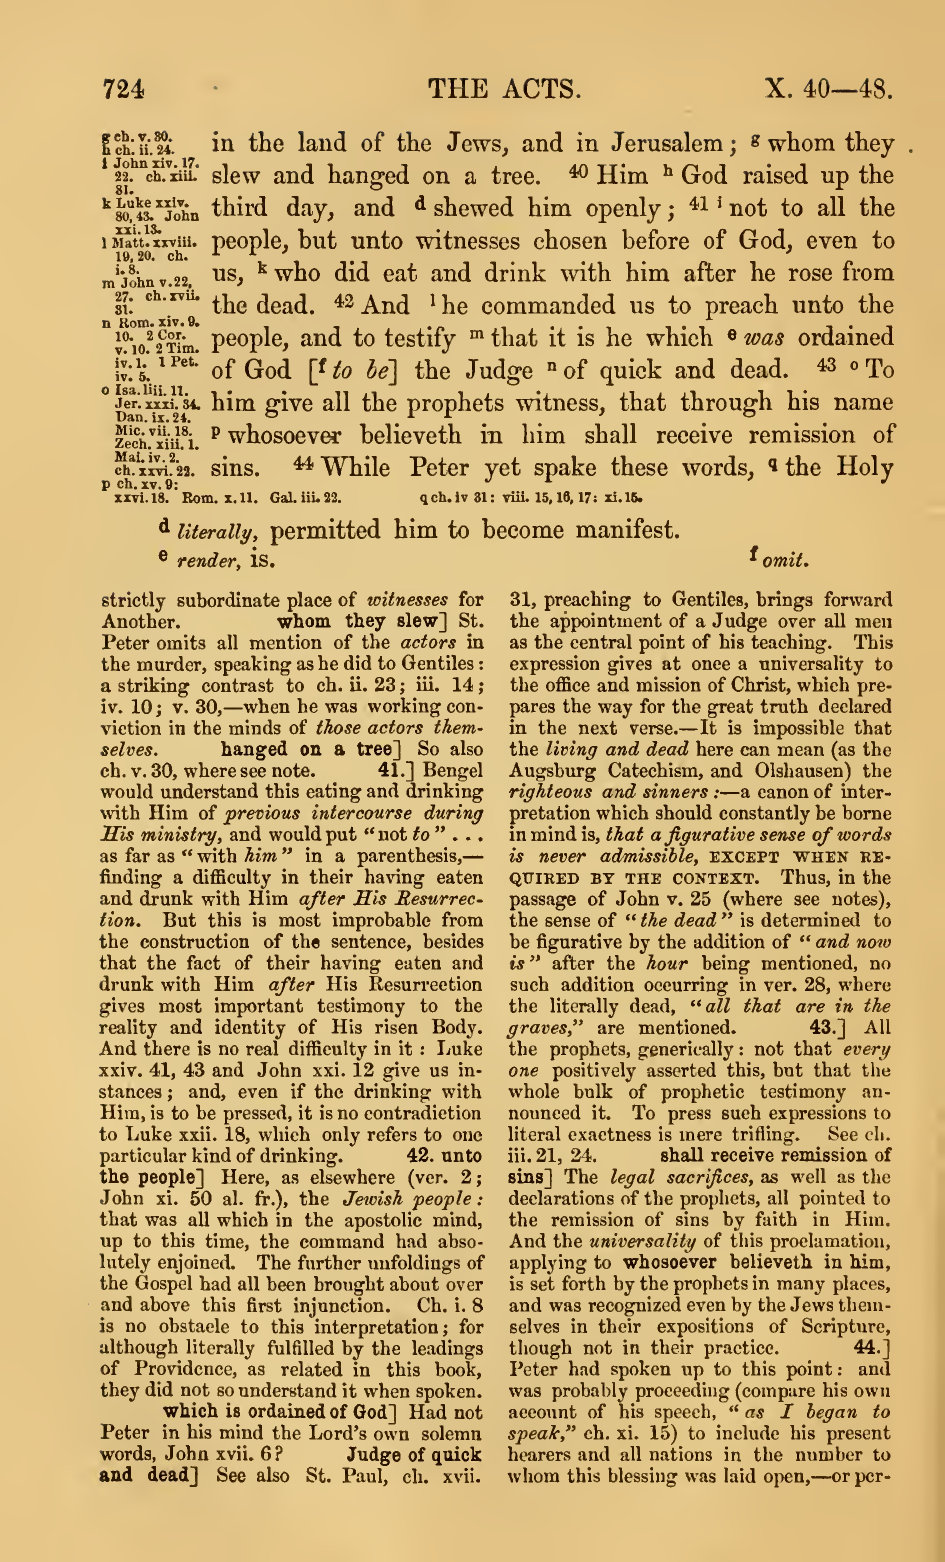 724 THE ACTS. X. 40—48.
g ch. v. 30.
h ch. ii. 24.
i John xiv. 17.
22. ch. xiii.
31.
k Luke xxiv.
30, 43. John
xxi. 13.
l Matt. xxviii.
19, 20. ch.
i. 8.
m John v. 22,
27. ch. xvii.
31.
n Rom. xiv. 9.
10. 2 Cor.
v. 10. 2 Tim.
iv. 1. 1 Pet.
iv. 5.
o Isa. liii. 11.
Jer. xxxi. 34.
Dan. ix. 24.
Mic. vii. 18.
Zech. xiii. 1.
Mal. iv. 2.
ch. xxvi. 22.
p ch. xv. 9:
xxvi. 18. Rom. x. 11. Gal. iii. 22. q ch. iv 31: viii. 15, 16, 17: xi. 15.
in the land of the Jews, and in Jerusalem; g whom they
slew and hanged on a tree. 40 Him h God raised up the
third day, and d shewed him openly; 41 i not to all the
people, but unto witnesses chosen before of God, even to
us, k who did eat and drink with him after he rose from
the dead. 42 And l he commanded us to preach unto the
people, and to testify m that it is he which e was ordained
of God [f to be] the Judge n of quick and dead. 43 o To
him give all the prophets witness, that through his name
p whosoever believeth in him shall receive remission of
sins. 44 While Peter yet spake these words, q the Holy
d literally, permitted him to become manifest.
e render, is. f omit.
strictly subordinate place of witnesses for
Another. whom they slew] St.
Peter omits all mention of the actors in
the murder, speaking as he did to Gentiles:
a striking contrast to ch. ii. 23; iii. 14;
iv. 10; v. 30,—when he was working con-
viction in the minds of those actors them-
selves. hanged on a tree] So also
ch. v. 30, where see note. 41.] Bengel
would understand this eating and drinking
with Him of previous intercourse during
His ministry, and would put "not to" . . .
as far as "with him" in a parenthesis,—
finding a difficulty in their having eaten
and drunk with Him after His Resurrec-
tion. But this is most improbable from
the construction of the sentence, besides
that the fact of their having eaten and
drunk with Him after His Resurrection
gives most important testimony to the
reality and identity of His risen Body.
And there is no real difficulty in it: Luke
xxiv. 41, 43 and John xxi. 12 give us in-
stances; and, even if the drinking with
Him, is to be pressed, it is no contradiction
to Luke xxii. 18, which only refers to one
particular kind of drinking. 42. unto
the people] Here, as elsewhere (ver. 2;
John xi. 50 al. fr.), the Jewish people:
that was all which in the apostolic mind,
up to this time, the command had abso-
lutely enjoined. The further unfoldings of
the Gospel had all been brought about over
and above this first injunction. Ch. i. 8
is no obstacle to this interpretation; for
although literally fulfilled by the leadings
of Providence, as related in this book,
they did not so understand it when spoken.
which is ordained of God] Had not
Peter in his mind the Lord's own solemn
words, John xvii. 6? Judge of quick
and dead] See also St. Paul, ch. xvii.
31, preaching to Gentiles, brings forward
the appointment of a Judge over all men
as the central point of his teaching. This
expression gives at once a universality to
the office and mission of Christ, which pre-
pares the way for the great truth declared
in the next verse.—It is impossible that
the living and dead here can mean (as the
Augsburg Catechism, and Olshausen) the
righteous and sinners:—a canon of inter-
pretation which should constantly be borne
in mind is, that a figurative sense of words
is never admissible, EXCEPT WHEN RE-
QUIRED BY THE CONTEXT. Thus, in the
passage of John v. 25 (where see notes),
the sense of "the dead" is determined to
be figurative by the addition of "and now
is" after the hour being mentioned, no
such addition occurring in ver. 28, where
the literally dead, "all that are in the
graves," are mentioned. 43.] All
the prophets, generically: not that every
one positively asserted this, but that the
whole bulk of prophetic testimony an-
nounced it. To press such expressions to
literal exactness is mere trifling. See ch.
iii. 21, 24. shall receive remission of
sins] The legal sacrifices, as well as the
declarations of the prophets, all pointed to
the remission of sins by faith in Him.
And the universality of this proclamation,
applying to whosoever believeth in him,
is set forth by the prophets in many places,
and was recognized even by the Jews them-
selves in their expositions of Scripture,
though not in their practice. 44.]
Peter had spoken up to this point: and
was probably proceeding (compare his own
account of his speech, "as I began to
speak," ch. xi. 15) to include his present
hearers and all nations in the number to
whom this blessing was laid open,—or per-